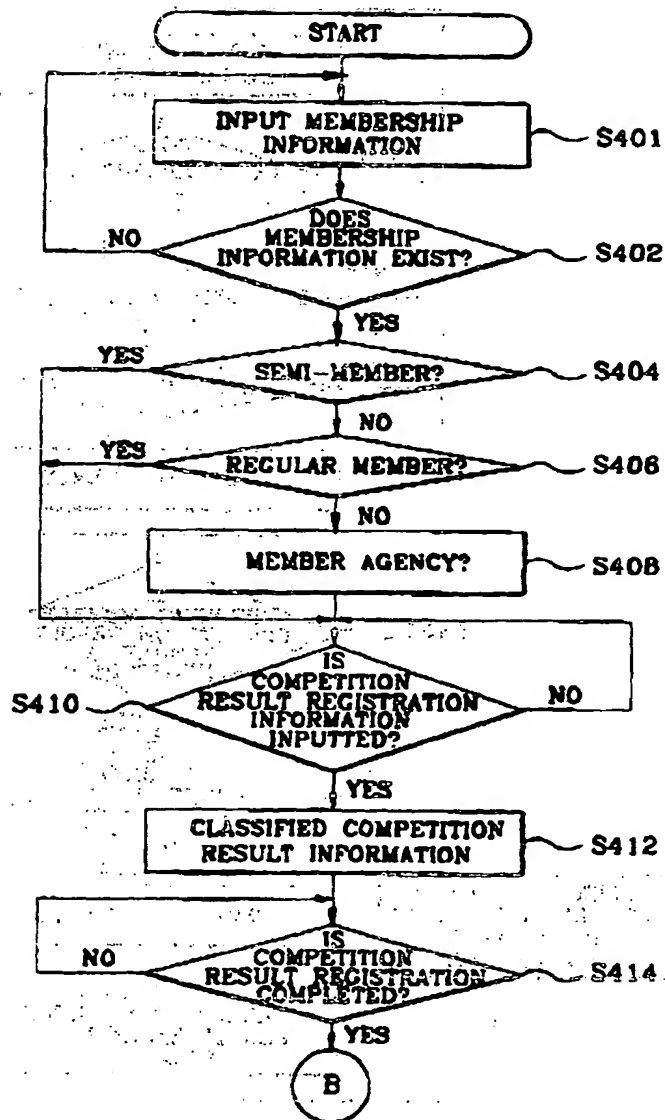 START
INPUT MEMBERSHIP
INFORMATION
S401
DOES
MEMBERSHIP
INFORMATION EXIST?
NO
S402
YES
YES
SEMI-MEMBER?
S404
NO
YES
REGULAR MEMBER?
S406
NO
MEMBER AGENCY?
S408
IS
COMPETITION
RESULT REGISTRATION
INFORMATION
INPUTTED?
S410
NO
YES
CLASSIFIED COMPETITION
RESULT INFORMATION
S412
IS
COMPETITION
RESULT REGISTRATION
COMPLETED?
NO
S414
YES
B